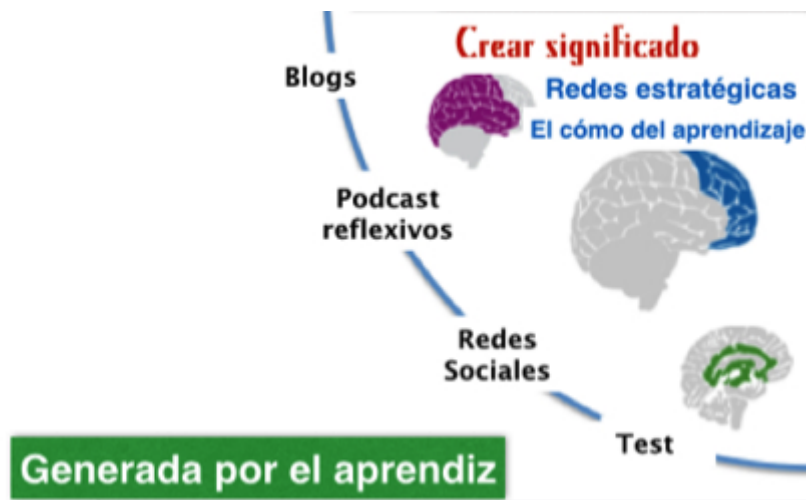 Crear significado
Blogs
Redes estratégicas
El cómo del aprendizaje
Podcast
reflexivos
Redes
Sociales
Test
Generada por el aprendiz